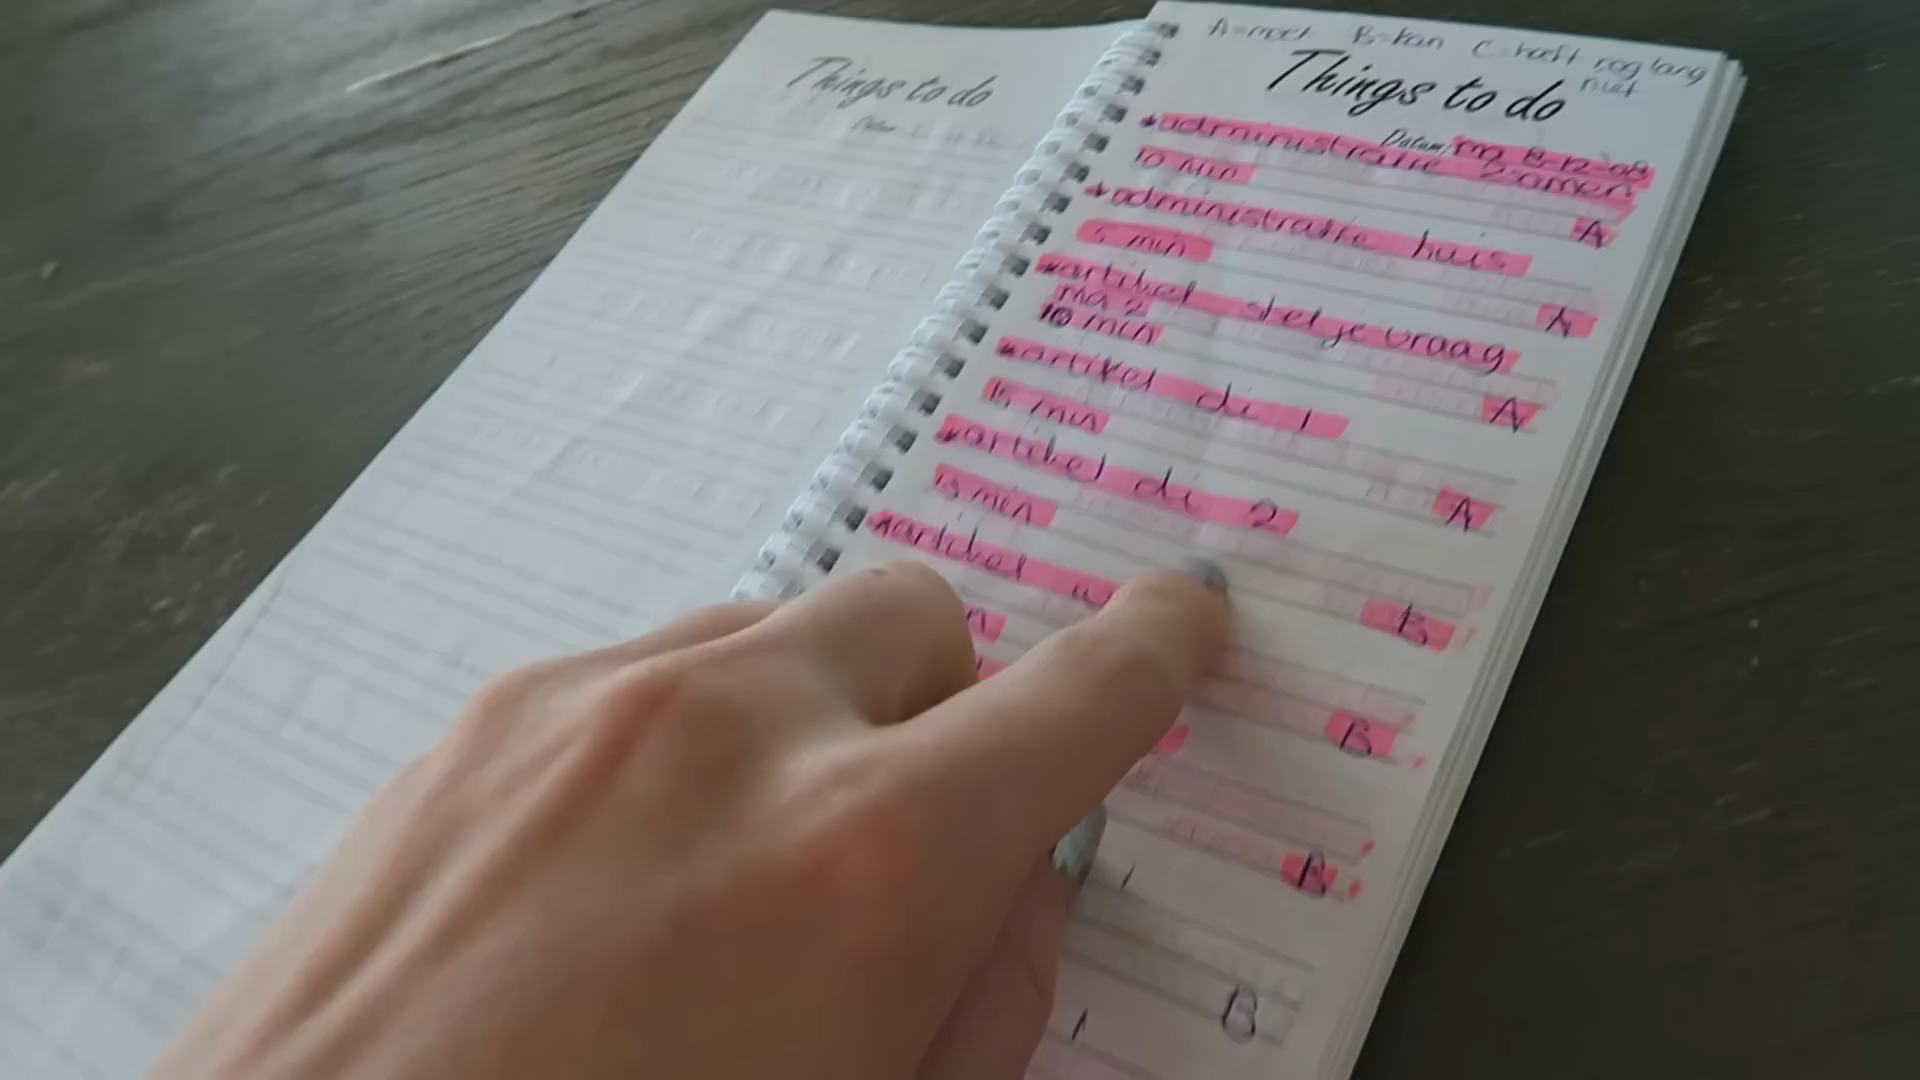 Things to do
Datum
A=moet B=kan C=hoeft nog lang niet
Things to do
Datum: ma 8-12-08
*administratie samen
10 min
A
*administratie huis
5 min
A
*artikel stel je vraag
ma 2
10 min
A
*artikel di 1
15 min
A
*artikel di 2
15 min
B
*artikel
B
B
B